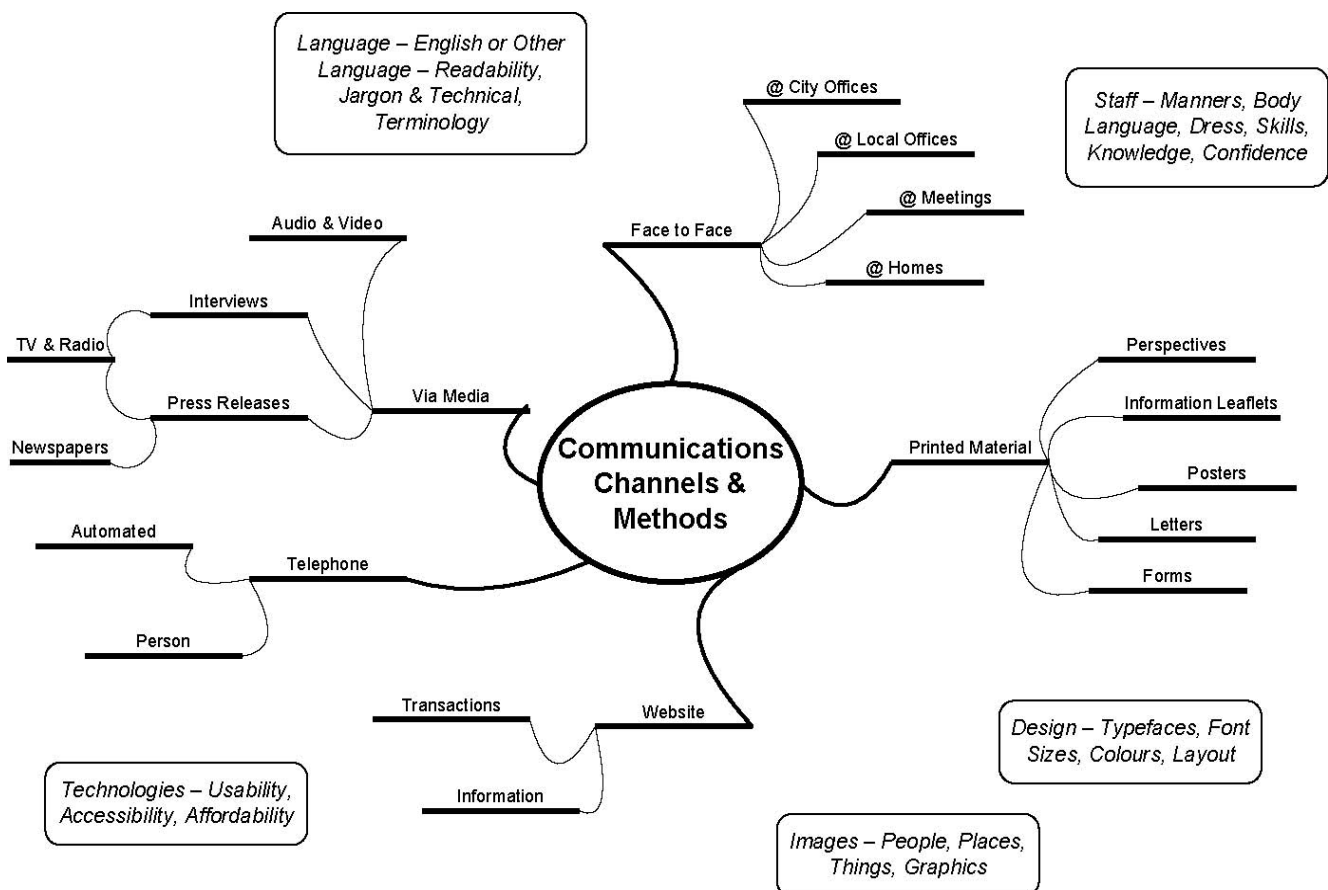 Language – English or Other
Language – Readability,
Jargon & Technical,
Terminology
@ City Offices
@ Local Offices
@ Meetings
@ Homes
Face to Face
Staff – Manners, Body
Language, Dress, Skills,
Knowledge, Confidence
Audio & Video
Interviews
TV & Radio
Press Releases
Newspapers
Via Media
Communications
Channels &
Methods
Perspectives
Information Leaflets
Printed Material
Posters
Letters
Forms
Automated
Telephone
Person
Transactions
Website
Information
Design – Typefaces, Font
Sizes, Colours, Layout
Technologies – Usability,
Accessibility, Affordability
Images – People, Places,
Things, Graphics